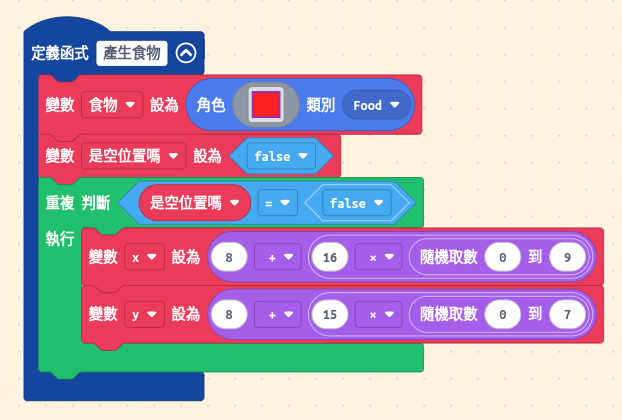 定義函式 產生食物
變數 食物 設為 角色 類別 Food
變數 是空位置嗎 設為 false
重複 判斷 是空位置嗎 = false
執行
變數 x 設為 8 + 16 × 隨機取數 0 到 9
變數 y 設為 8 + 15 × 隨機取數 0 到 7